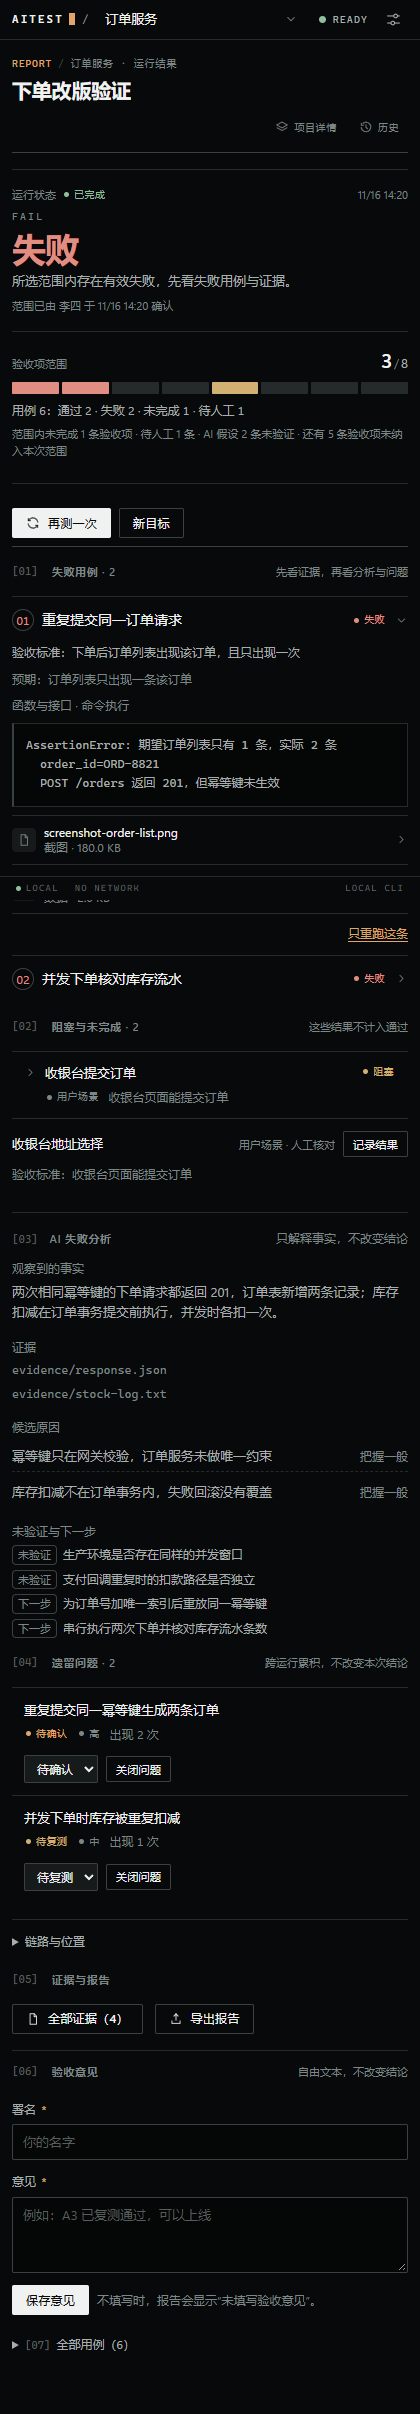 AITEST / 订单服务 READY
REPORT / 订单服务 · 运行结果
下单改版验证
项目详情 历史
运行状态 已完成 11/16 14:20
FAIL
失败
所选范围内存在有效失败，先看失败用例与证据。
范围已由 李四 于 11/16 14:20 确认
验收项范围 3/8
用例 6：通过 2 · 失败 2 · 未完成 1 · 待人工 1
范围内未完成 1 条验收项 · 待人工 1 条 · AI 假设 2 条未验证 · 还有 5 条验收项未纳
入本次范围
再测一次 新目标
[01] 失败用例 · 2 先看证据，再看分析与问题
01 重复提交同一订单请求 失败
验收标准：下单后订单列表出现该订单，且只出现一次
预期：订单列表只出现一条该订单
函数与接口 · 命令执行
AssertionError: 期望订单列表只有 1 条，实际 2 条
order_id=ORD-8821
POST /orders 返回 201，但幂等键未生效
screenshot-order-list.png
截图 · 180.0 KB
LOCAL NO NETWORK LOCAL CLI
只重跑这条
02 并发下单核对库存流水 失败
[02] 阻塞与未完成 · 2 这些结果不计入通过
收银台提交订单 阻塞
用户场景 收银台页面能提交订单
收银台地址选择 用户场景 · 人工核对 记录结果
验收标准：收银台页面能提交订单
[03] AI 失败分析 只解释事实，不改变结论
观察到的事实
两次相同幂等键的下单请求都返回 201，订单表新增两条记录；库存
扣减在订单事务提交前执行，并发时各扣一次。
证据
evidence/response.json
evidence/stock-log.txt
候选原因
幂等键只在网关校验，订单服务未做唯一约束 把握一般
库存扣减不在订单事务内，失败回滚没有覆盖 把握一般
未验证与下一步
未验证 生产环境是否存在同样的并发窗口
未验证 支付回调重复时的扣款路径是否独立
下一步 为订单号加唯一索引后重放同一幂等键
下一步 串行执行两次下单并核对库存流水条数
[04] 遗留问题 · 2 跨运行累积，不改变本次结论
重复提交同一幂等键生成两条订单
待确认 高 出现 2 次
待确认 关闭问题
并发下单时库存被重复扣减
待复测 中 出现 1 次
待复测 关闭问题
链路与位置
[05] 证据与报告
全部证据（4） 导出报告
[06] 验收意见 自由文本，不改变结论
署名 *
你的名字
意见 *
例如：A3 已复测通过，可以上线
保存意见 不填写时，报告会显示“未填写验收意见”。
[07] 全部用例（6）